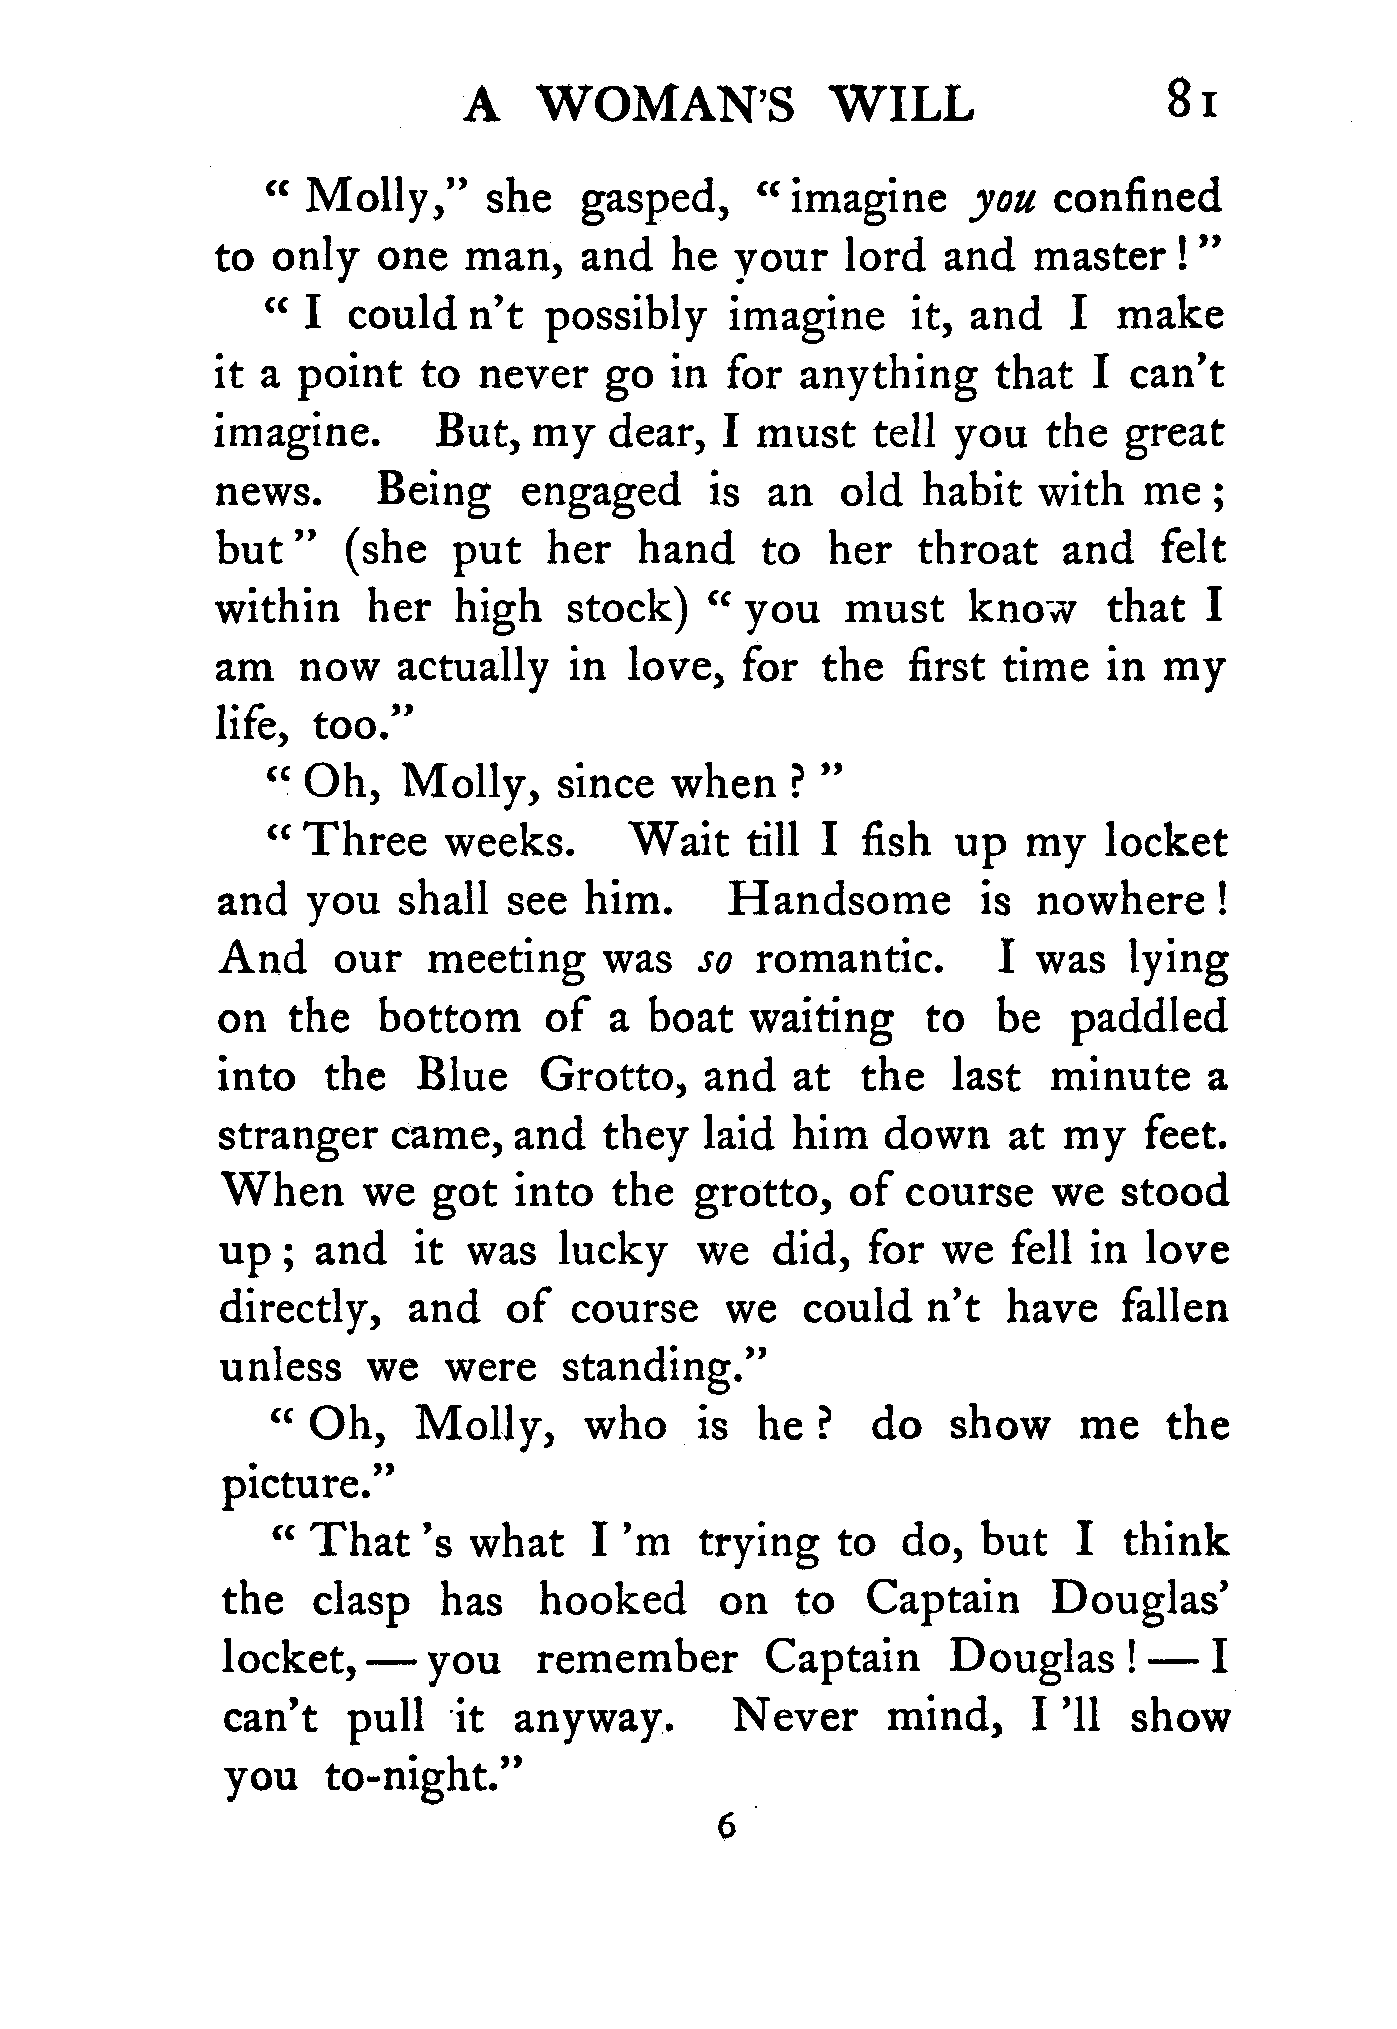 A WOMAN'S WILL 81
“ Molly,” she gasped, “ imagine you confined
to only one man, and he your lord and master ! ”
“ I could n't possibly imagine it, and I make
it a point to never go in for anything that I can't
imagine. But, my dear, I must tell you the great
news. Being engaged is an old habit with me ;
but ” (she put her hand to her throat and felt
within her high stock) “ you must know that I
am now actually in love, for the first time in my
life, too.”
“ Oh, Molly, since when ? ”
“ Three weeks. Wait till I fish up my locket
and you shall see him. Handsome is nowhere !
And our meeting was so romantic. I was lying
on the bottom of a boat waiting to be paddled
into the Blue Grotto, and at the last minute a
stranger came, and they laid him down at my feet.
When we got into the grotto, of course we stood
up ; and it was lucky we did, for we fell in love
directly, and of course we could n't have fallen
unless we were standing.”
“ Oh, Molly, who is he ? do show me the
picture.”
“ That 's what I 'm trying to do, but I think
the clasp has hooked on to Captain Douglas'
locket, — you remember Captain Douglas ! — I
can't pull it anyway. Never mind, I 'll show
you to-night.”
6